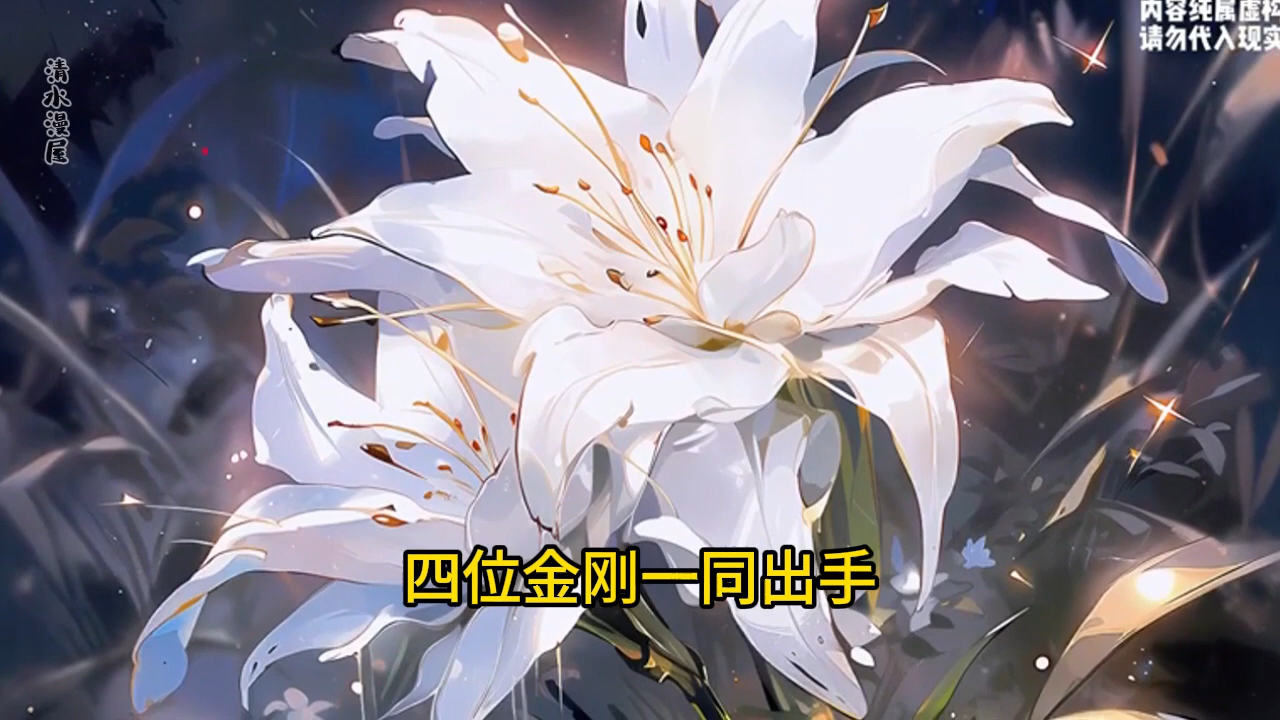 内容纯属虚构
请勿代入现实
清水漫屋
四位金刚一同出手